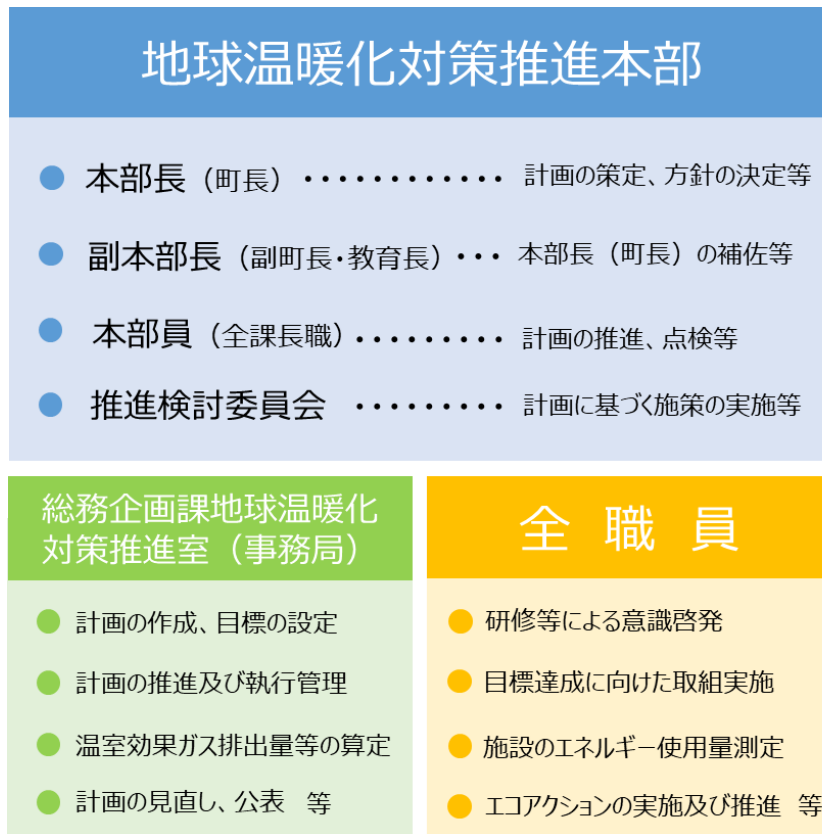 地球温暖化対策推進本部
● 本部長（町長）・・・・・・・・・・・・ 計画の策定、方針の決定等
● 副本部長（副町長・教育長）・・・ 本部長（町長）の補佐等
● 本部員（全課長職）・・・・・・・・・ 計画の推進、点検等
● 推進検討委員会 ・・・・・・・・・ 計画に基づく施策の実施等
総務企画課地球温暖化
対策推進室（事務局）
● 計画の作成、目標の設定
● 計画の推進及び執行管理
● 温室効果ガス排出量等の算定
● 計画の見直し、公表 等
全 職 員
● 研修等による意識啓発
● 目標達成に向けた取組実施
● 施設のエネルギー使用量測定
● エコアクションの実施及び推進 等